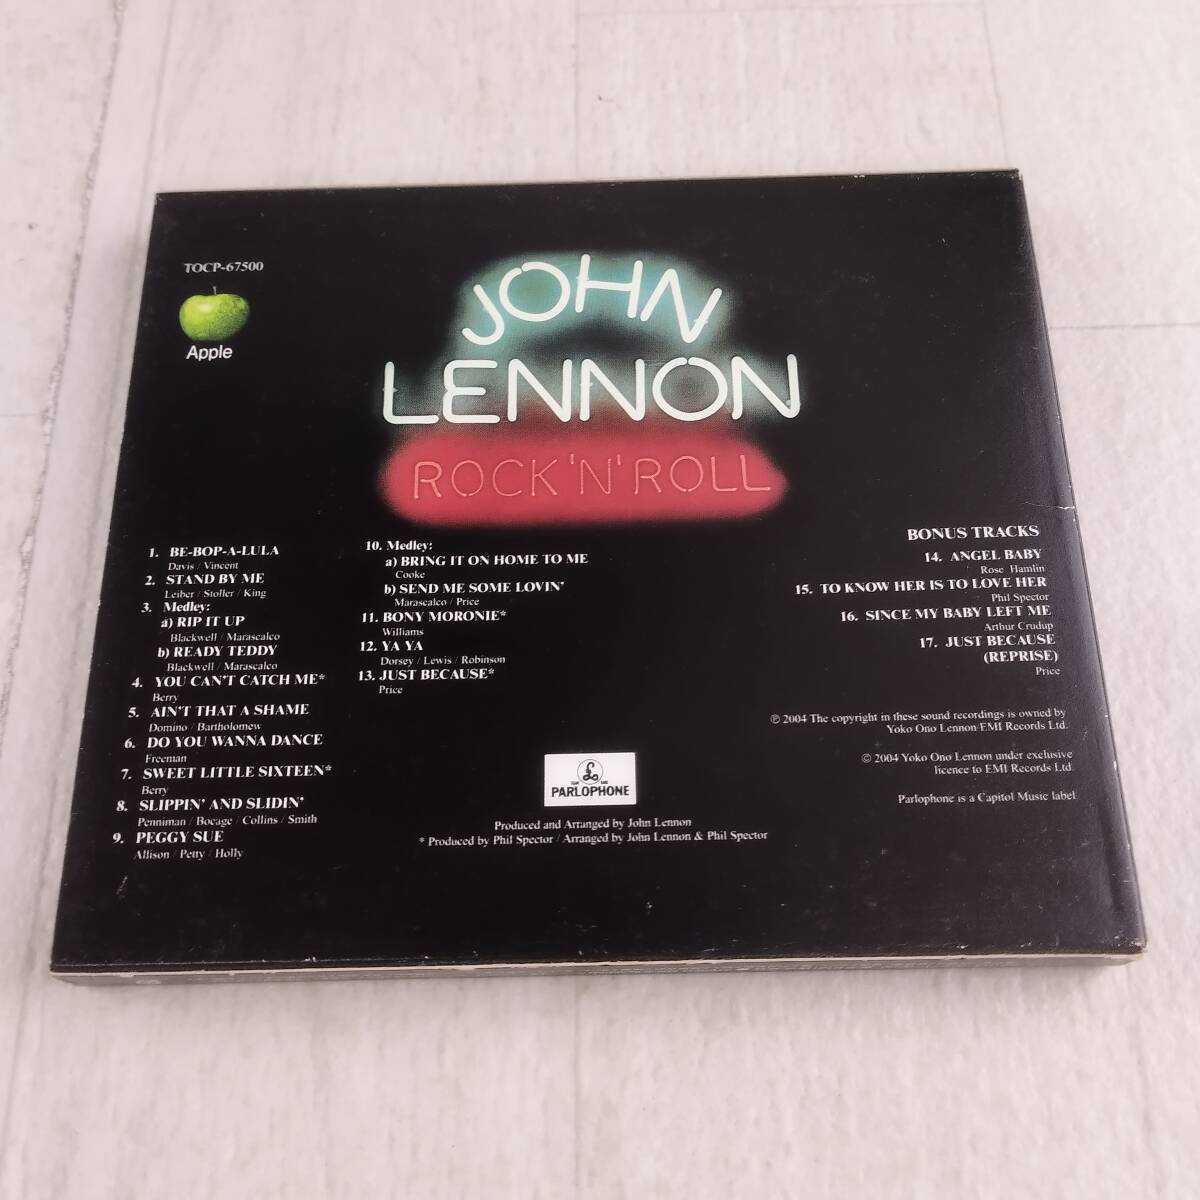 TOCP-67500
Apple
JOHN
LENNON
ROCK 'N' ROLL
1. BE-BOP-A-LULA
Davis / Vincent
2. STAND BY ME
Leiber / Stoller / King
3. Medley:
a) RIP IT UP
Blackwell / Marascalco
b) READY TEDDY
Blackwell / Marascalco
4. YOU CAN'T CATCH ME*
Berry
5. AIN'T THAT A SHAME
Domino / Bartholomew
6. DO YOU WANNA DANCE
Freeman
7. SWEET LITTLE SIXTEEN*
Berry
8. SLIPPIN' AND SLIDIN'
Penniman / Bocage / Collins / Smith
9. PEGGY SUE
Allison / Petty / Holly
10. Medley:
a) BRING IT ON HOME TO ME
Cooke
b) SEND ME SOME LOVIN'
Marascalco / Price
11. BONY MORONIE*
Williams
12. YA YA
Dorsey / Lewis / Robinson
13. JUST BECAUSE*
Price
BONUS TRACKS
14. ANGEL BABY
Rose Hamlin
15. TO KNOW HER IS TO LOVE HER
Phil Spector
16. SINCE MY BABY LEFT ME
Arthur Crudup
17. JUST BECAUSE
(REPRISE)
Price
℗ 2004 The copyright in these sound recordings is owned by
Yoko Ono Lennon/EMI Records Ltd.
© 2004 Yoko Ono Lennon under exclusive
licence to EMI Records Ltd.
Parlophone is a Capitol Music label.
PARLOPHONE
Produced and Arranged by John Lennon
* Produced by Phil Spector / Arranged by John Lennon & Phil Spector